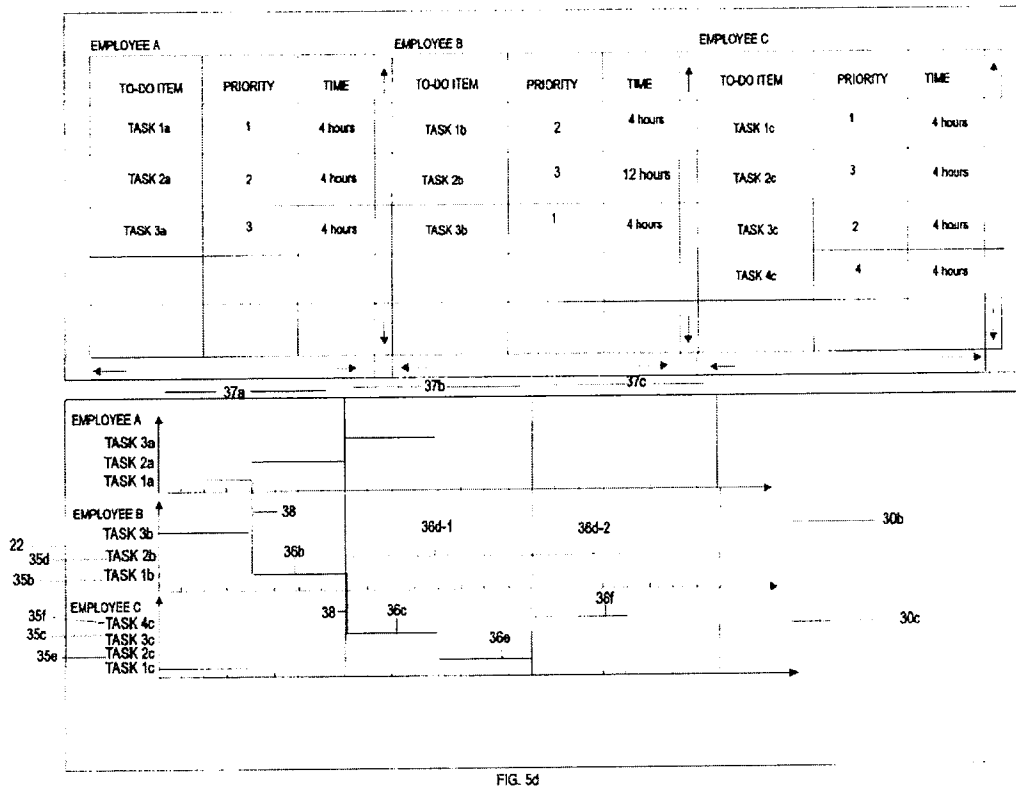 EMPLOYEE A EMPLOYEE B EMPLOYEE C
TO-DO ITEM PRIORITY TIME TO-DO ITEM PRIORITY TIME TO-DO ITEM PRIORITY TIME
TASK 1a 1 4 hours TASK 1b 2 4 hours TASK 1c 1 4 hours
TASK 2a 2 4 hours TASK 2b 3 12 hours TASK 2c 3 4 hours
TASK 3a 3 4 hours TASK 3b 1 4 hours TASK 3c 2 4 hours
TASK 4c 4 4 hours
37a 37b 37c
EMPLOYEE A
TASK 3a
TASK 2a
TASK 1a
EMPLOYEE B
38
36d-1 36d-2 30b
TASK 3b
22
35d TASK 2b 36b
35b TASK 1b
EMPLOYEE C
38 36c 36f
35f TASK 4c 30c
35c TASK 3c
35e TASK 2c 36e
TASK 1c
FIG. 5d